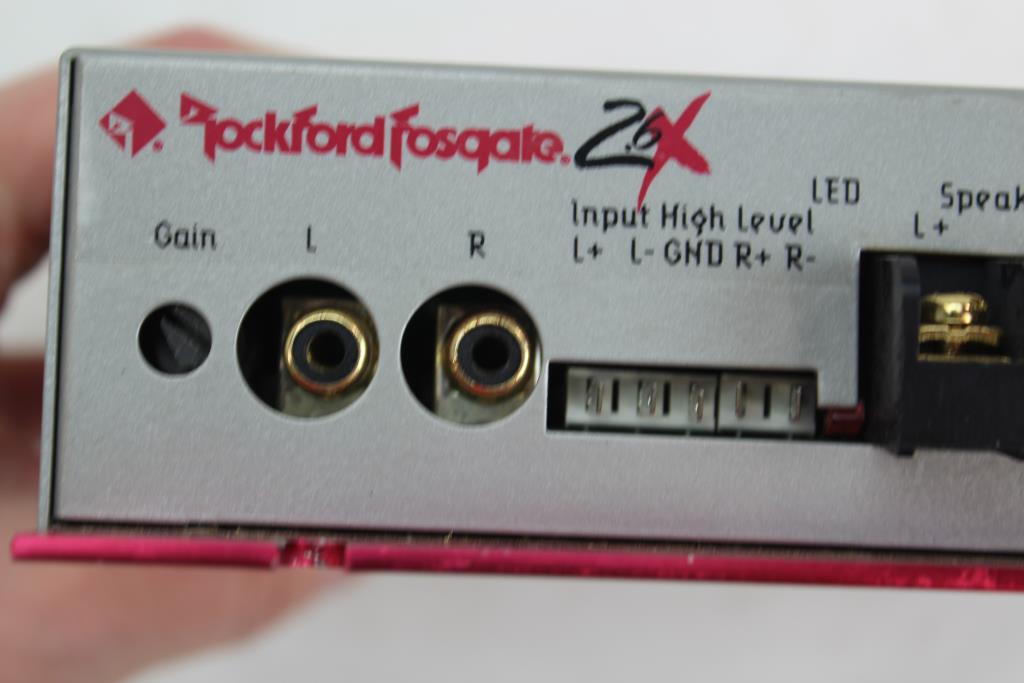 Rockford Fosgate® 2.6X
LED
Speak
Input High Level
L+
Gain
L
R
L+ L- GND R+ R-